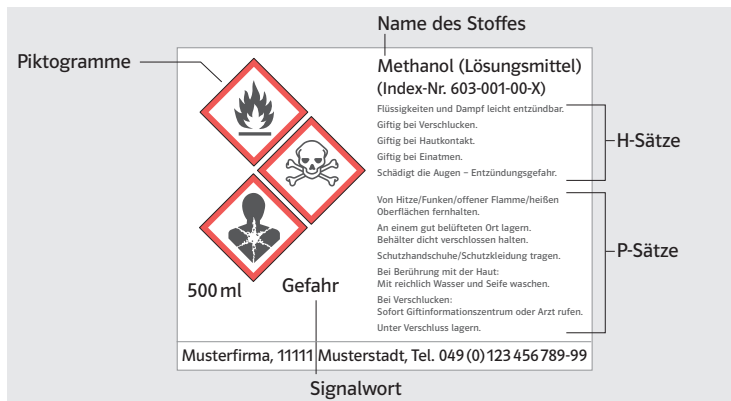 Name des Stoffes
Piktogramme
Methanol (Lösungsmittel)
(Index-Nr. 603-001-00-X)
Flüssigkeiten und Dampf leicht entzündbar.
Giftig bei Verschlucken.
Giftig bei Hautkontakt.
Giftig bei Einatmen.
Schädigt die Augen – Entzündungsgefahr.
H-Sätze
Von Hitze/Funken/offener Flamme/heißen
Oberflächen fernhalten.
An einem gut belüfteten Ort lagern.
Behälter dicht verschlossen halten.
Schutzhandschuhe/Schutzkleidung tragen.
Bei Berührung mit der Haut:
Mit reichlich Wasser und Seife waschen.
Bei Verschlucken:
Sofort Giftinformationszentrum oder Arzt rufen.
Unter Verschluss lagern.
P-Sätze
500 ml
Gefahr
Musterfirma, 11111 Musterstadt, Tel. 049 (0) 123 456 789-99
Signalwort